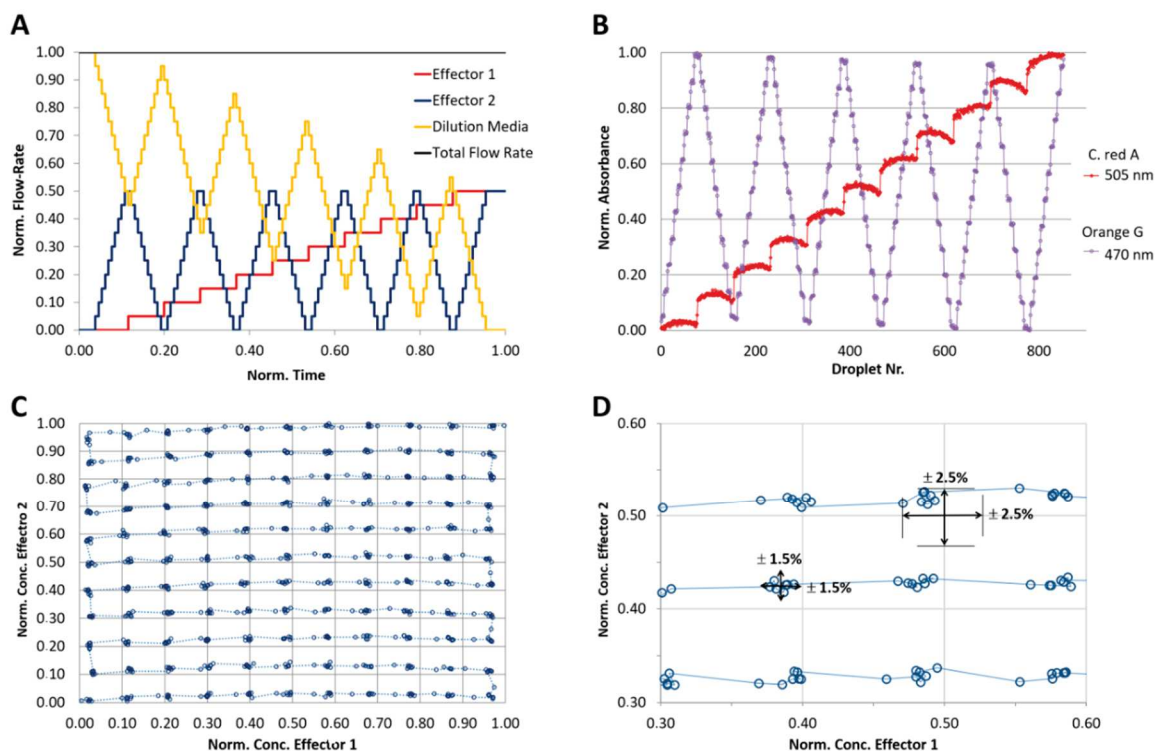 A
1.00
0.90
0.80
0.70
0.60
0.50
0.40
0.30
0.20
0.10
0.00
Norm. Flow-Rate
Effector 1
Effector 2
Dilution Media
Total Flow Rate
0.00 0.20 0.40 0.60 0.80 1.00
Norm. Time
B
1.00
0.80
0.60
0.40
0.20
0.00
Norm. Absorbance
C. red A
505 nm
Orange G
470 nm
0 200 400 600 800
Droplet Nr.
C
1.00
0.90
0.80
0.70
0.60
0.50
0.40
0.30
0.20
0.10
0.00
Norm. Conc. Effector 2
0.00 0.10 0.20 0.30 0.40 0.50 0.60 0.70 0.80 0.90 1.00
Norm. Conc. Effector 1
D
0.60
0.50
0.40
0.30
Norm. Conc. Effector 2
± 2.5%
± 2.5%
± 1.5%
± 1.5%
0.30 0.40 0.50 0.60
Norm. Conc. Effector 1